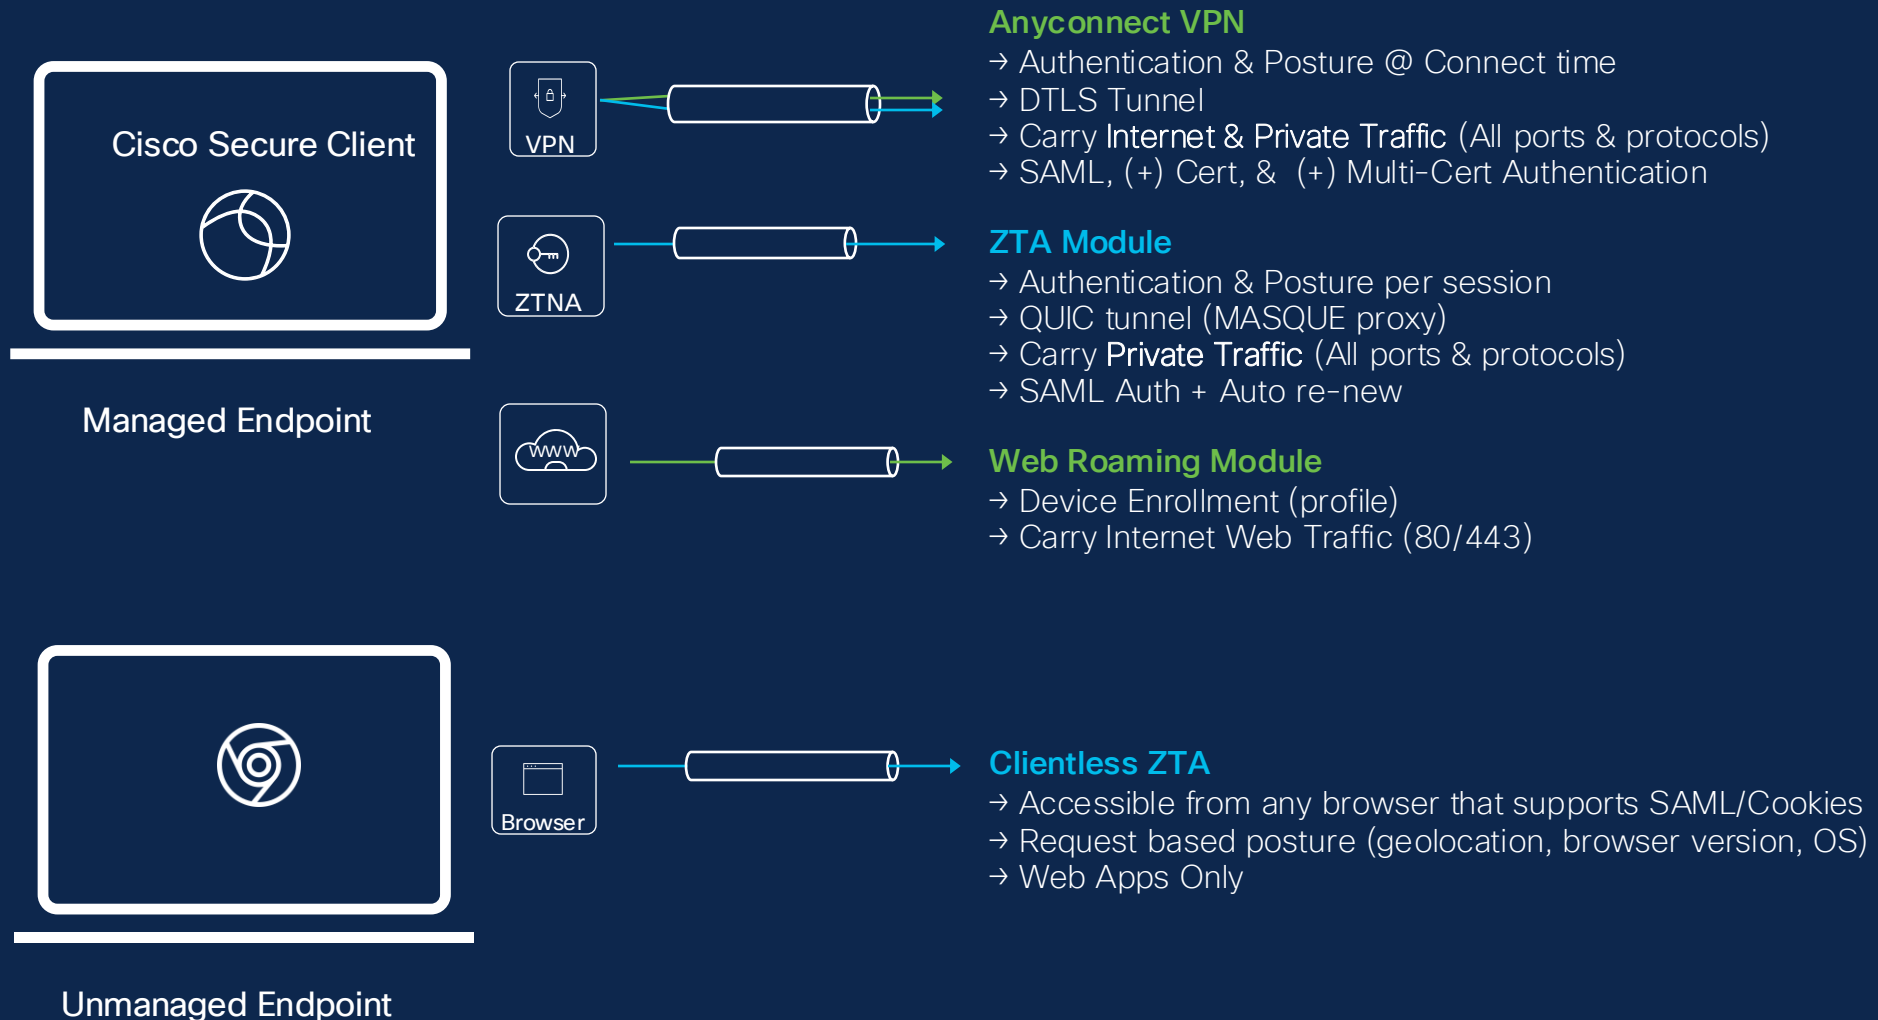 Anyconnect VPN
→ Authentication & Posture @ Connect time
→ DTLS Tunnel
→ Carry Internet & Private Traffic (All ports & protocols)
→ SAML, (+) Cert, & (+) Multi-Cert Authentication
Cisco Secure Client
VPN
ZTNA
ZTA Module
→ Authentication & Posture per session
→ QUIC tunnel (MASQUE proxy)
→ Carry Private Traffic (All ports & protocols)
→ SAML Auth + Auto re-new
Managed Endpoint
www
Web Roaming Module
→ Device Enrollment (profile)
→ Carry Internet Web Traffic (80/443)
Browser
Clientless ZTA
→ Accessible from any browser that supports SAML/Cookies
→ Request based posture (geolocation, browser version, OS)
→ Web Apps Only
Unmanaged Endpoint